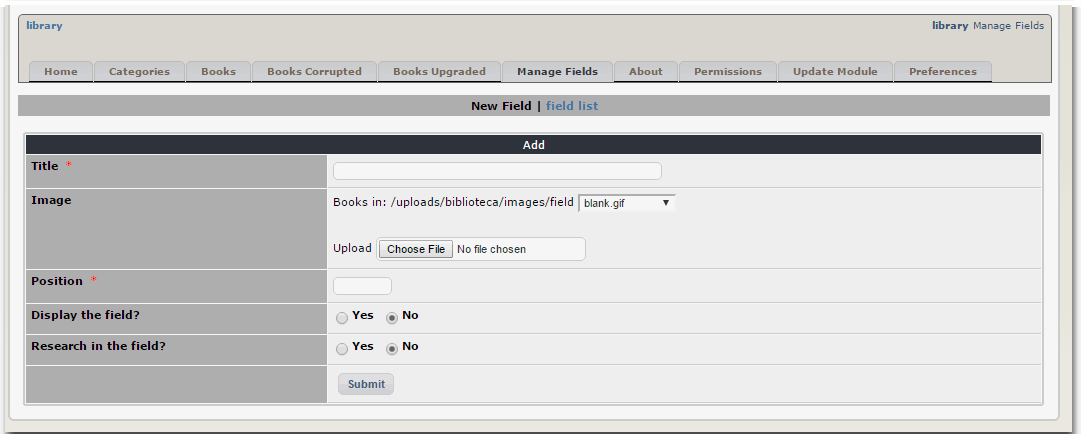 library
library Manage Fields
Home Categories Books Books Corrupted Books Upgraded Manage Fields About Permissions Update Module Preferences
New Field | field list
Add
Title *
Image
Books in: /uploads/biblioteca/images/field blank.gif
Upload Choose File No file chosen
Position *
Display the field? Yes No
Research in the field? Yes No
Submit